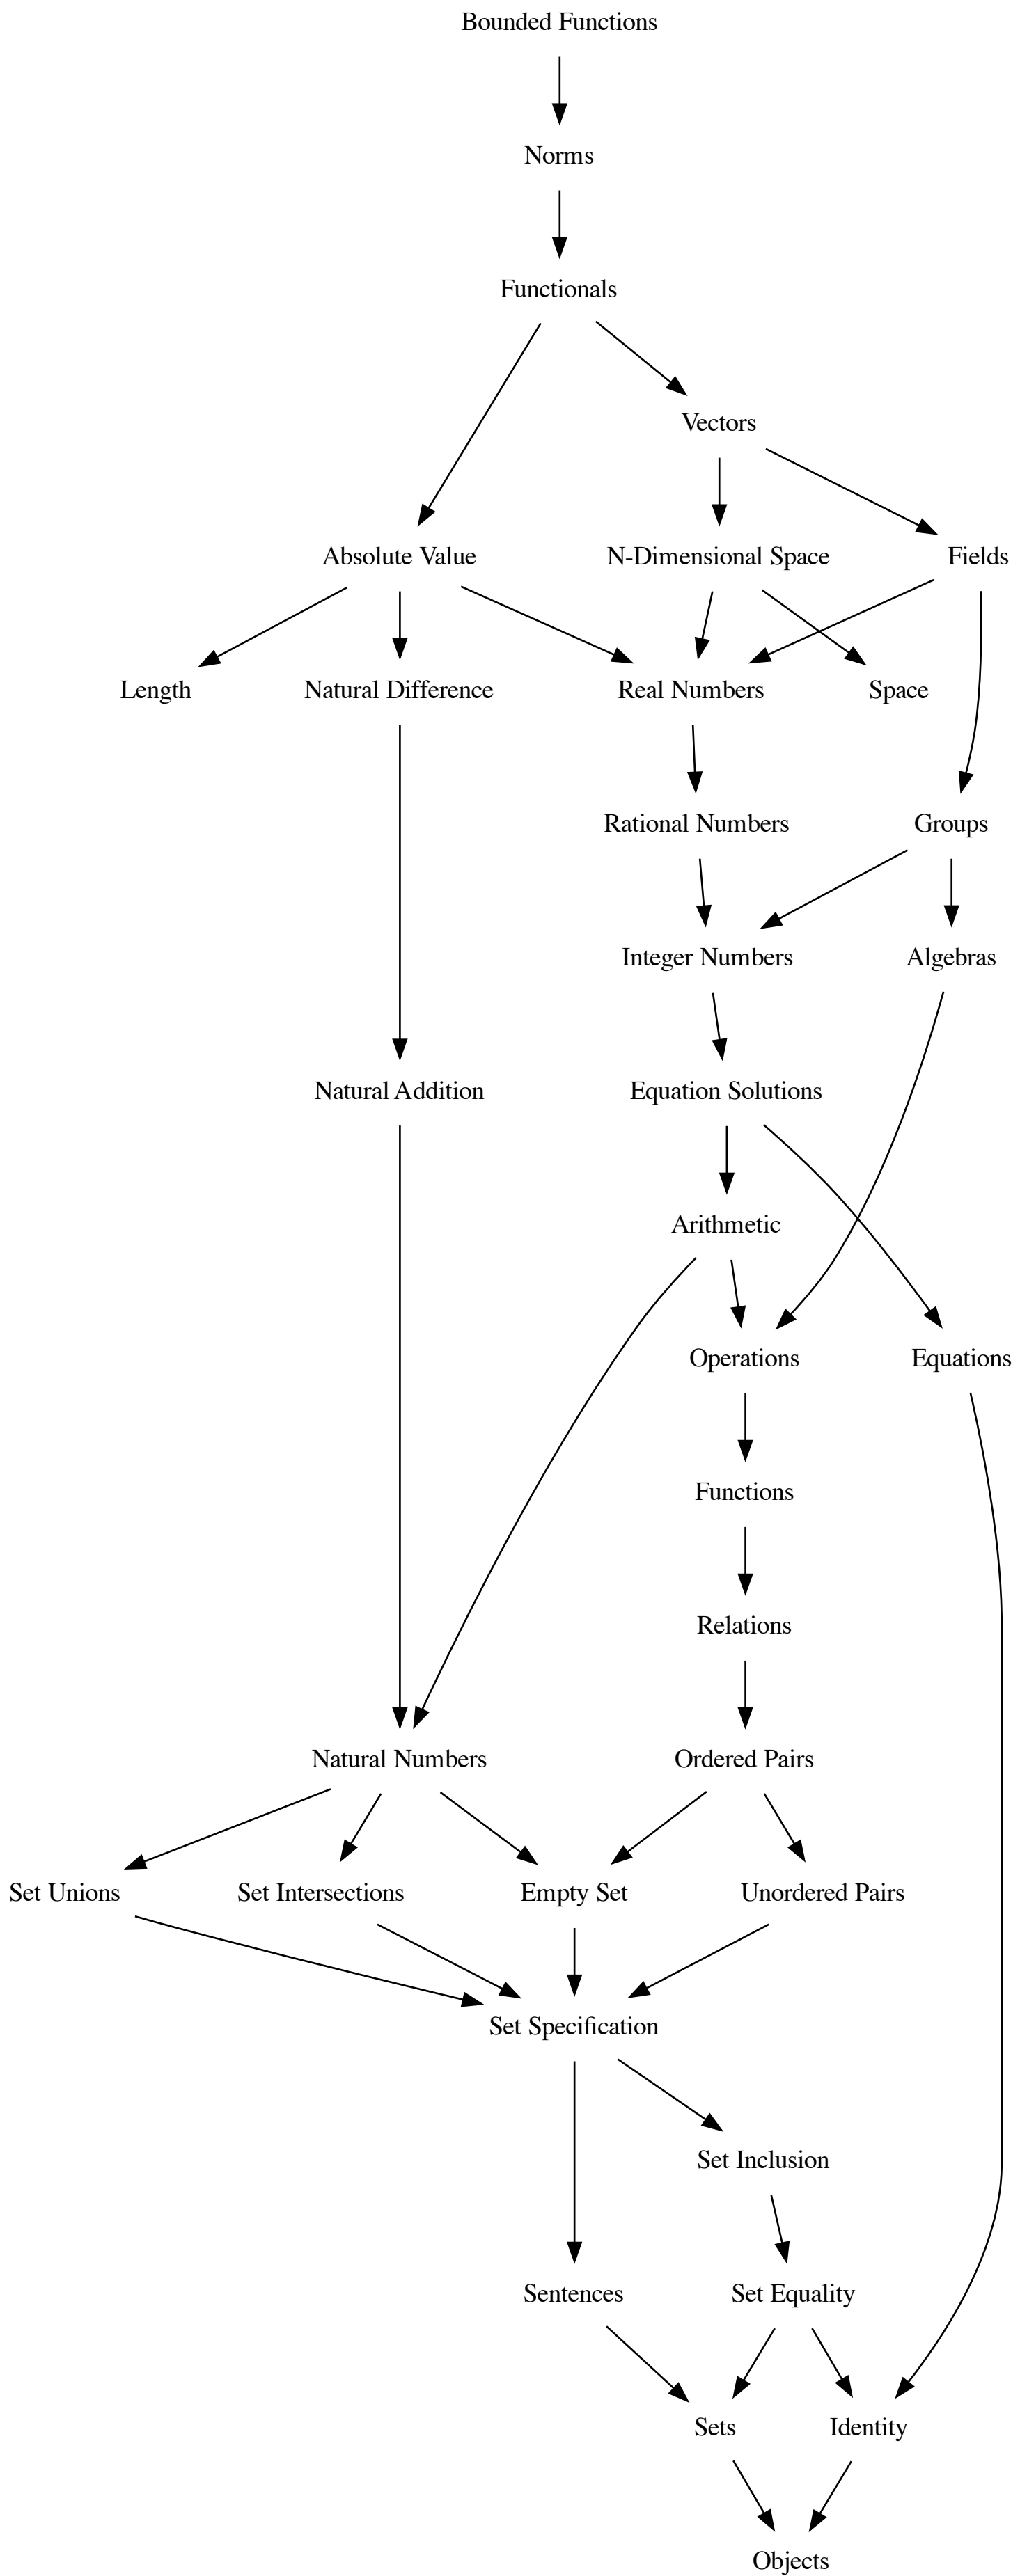 Bounded Functions
Norms
Functionals
Vectors
Absolute Value
N-Dimensional Space
Fields
Length
Natural Difference
Real Numbers
Space
Rational Numbers
Groups
Integer Numbers
Algebras
Natural Addition
Equation Solutions
Arithmetic
Operations
Equations
Functions
Relations
Natural Numbers
Ordered Pairs
Set Unions
Set Intersections
Empty Set
Unordered Pairs
Set Specification
Set Inclusion
Sentences
Set Equality
Sets
Identity
Objects